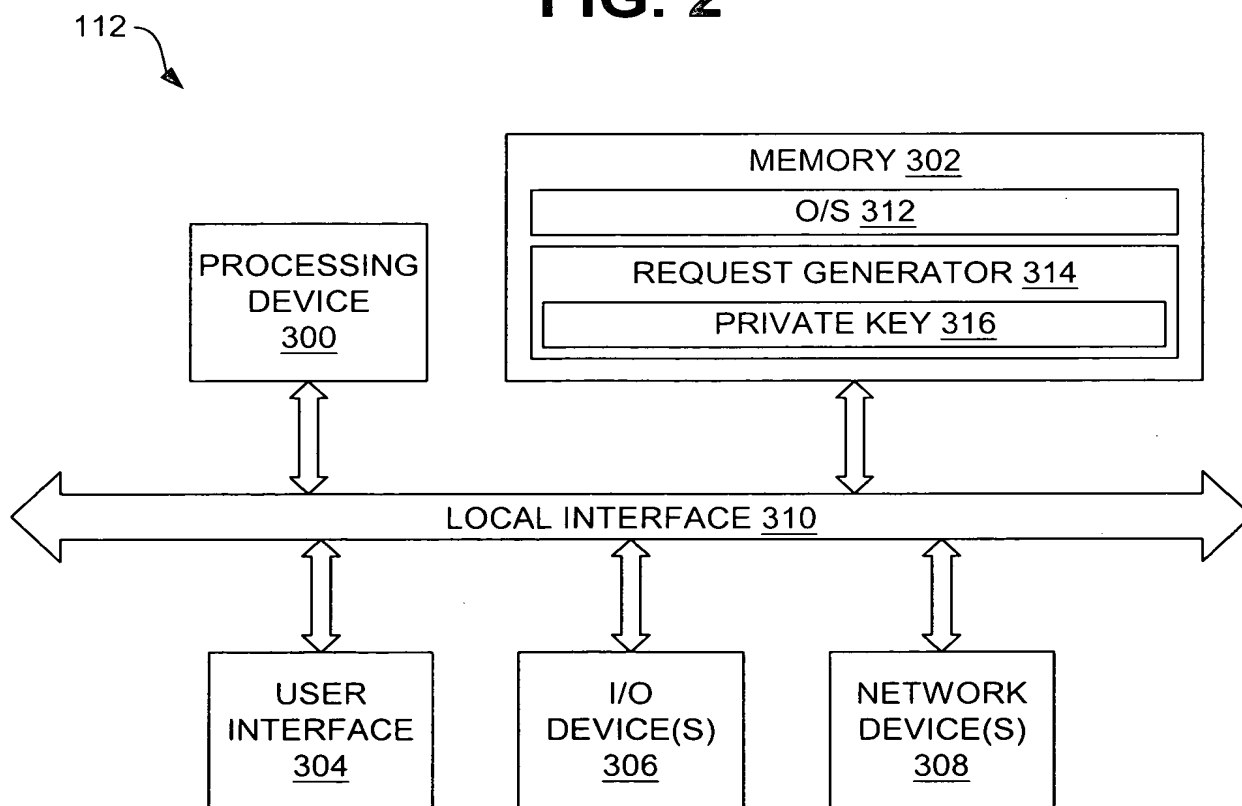 FIG. 2
112
MEMORY 302
O/S 312
REQUEST GENERATOR 314
PRIVATE KEY 316
PROCESSING
DEVICE
300
LOCAL INTERFACE 310
USER
INTERFACE
304
I/O
DEVICE(S)
306
NETWORK
DEVICE(S)
308